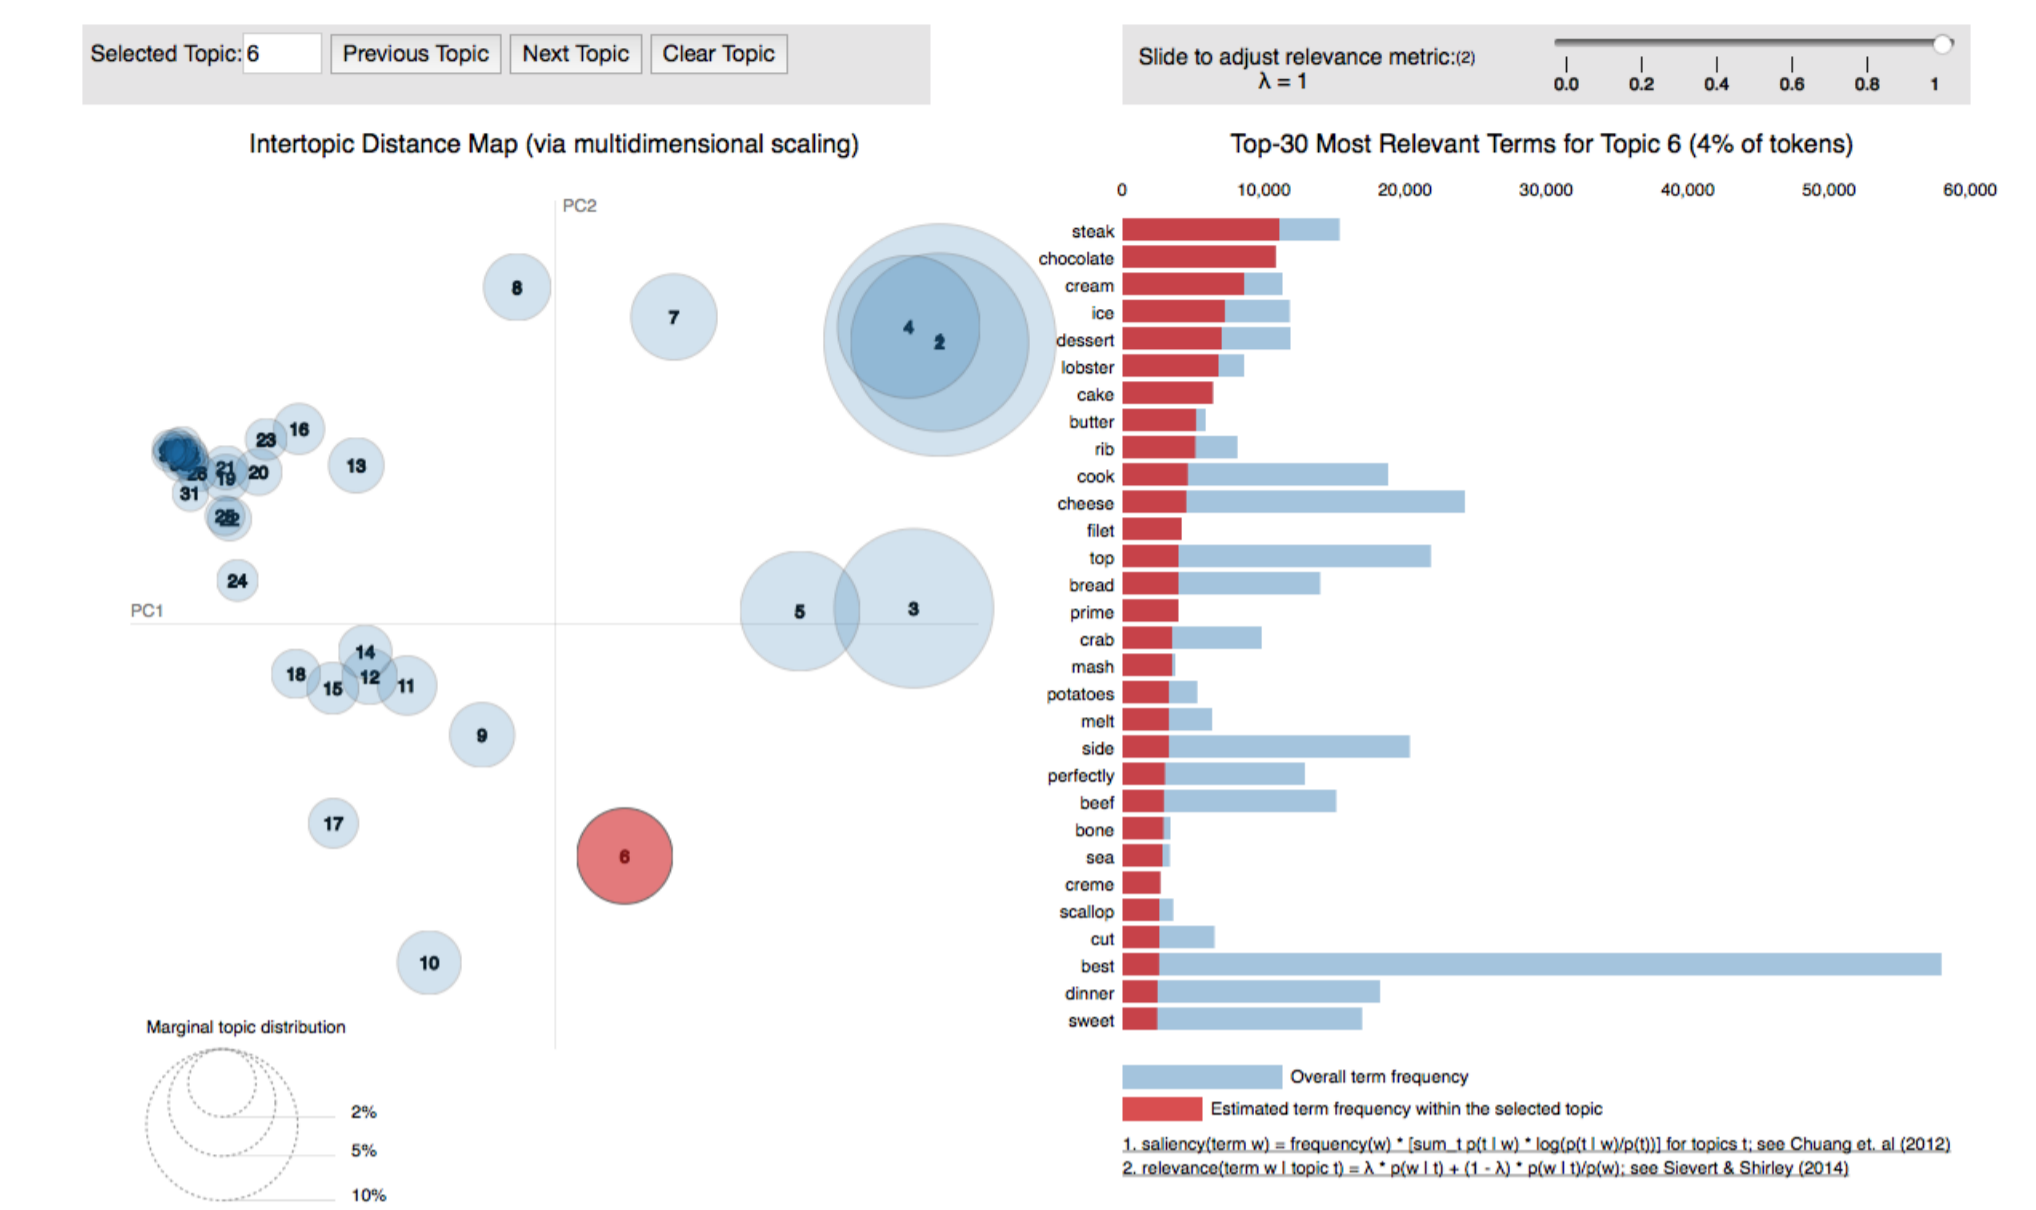 Selected Topic: 6 Previous Topic Next Topic Clear Topic
Slide to adjust relevance metric:(2)
λ = 1
0.0 0.2 0.4 0.6 0.8 1
Intertopic Distance Map (via multidimensional scaling)
PC2
PC1
8
7
4
2
16
23
13
21
20
19
31
24
5
3
14
18
12
15
11
9
17
6
10
Marginal topic distribution
2%
5%
10%
Top-30 Most Relevant Terms for Topic 6 (4% of tokens)
0 10,000 20,000 30,000 40,000 50,000 60,000
steak
chocolate
cream
ice
dessert
lobster
cake
butter
rib
cook
cheese
filet
top
bread
prime
crab
mash
potatoes
melt
side
perfectly
beef
bone
sea
creme
scallop
cut
best
dinner
sweet
Overall term frequency
Estimated term frequency within the selected topic
1. saliency(term w) = frequency(w) * [sum_t p(t | w) * log(p(t | w)/p(t))] for topics t; see Chuang et. al (2012)
2. relevance(term w | topic t) = λ * p(w | t) + (1 - λ) * p(w | t)/p(w); see Sievert & Shirley (2014)